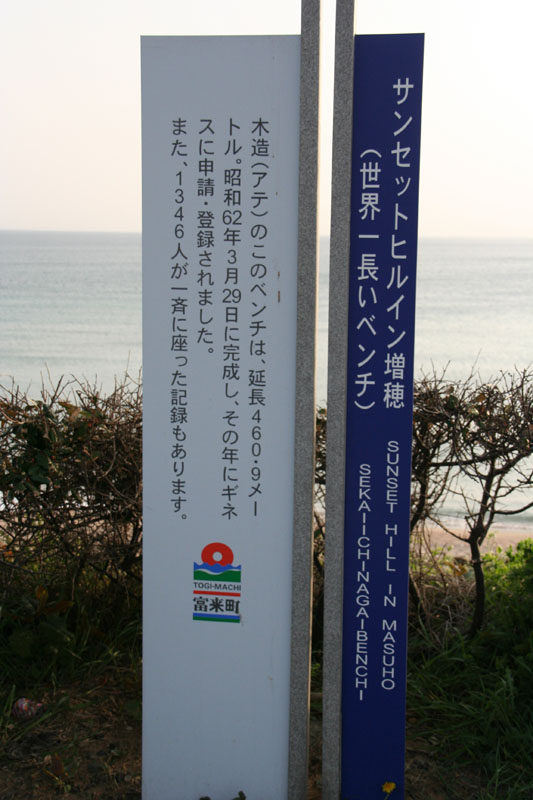 サンセットヒルイン増穂
（世界一長いベンチ）
SUNSET HILL IN MASUHO
SEKAIICHINAGAIBENCHI
木造（アテ）のこのベンチは、延長460・9メー
トル。昭和62年3月29日に完成し、その年にギネ
スに申請・登録されました。
また、1346人が一斉に座った記録もあります。
TOGI-MACHI
富来町